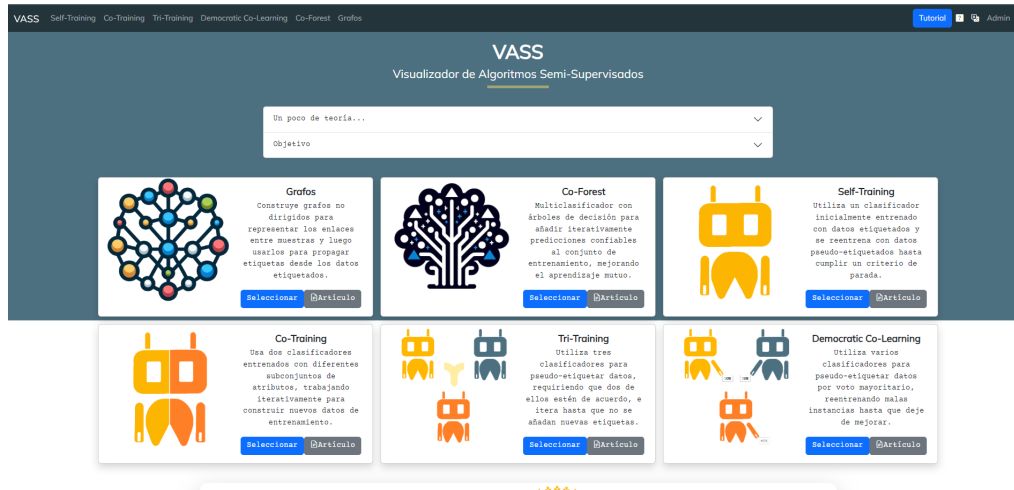 VASS Self-Training Co-Training Tri-Training Democratic Co-Learning Co-Forest Grafos Tutorial Admin
VASS
Visualizador de Algoritmos Semi-Supervisados
Un poco de teoría...
Objetivo
Grafos
Construye grafos no
dirigidos para
representar los enlaces
entre muestras y luego
usarlos para propagar
etiquetas desde los datos
etiquetados.
Seleccionar Artículo
Co-Forest
Multiclasificador con
árboles de decisión para
añadir iterativamente
predicciones confiables
al conjunto de
entrenamiento, mejorando
el aprendizaje mutuo.
Seleccionar Artículo
Self-Training
Utiliza un clasificador
inicialmente entrenado
con datos etiquetados y
se reentrena con datos
pseudo-etiquetados hasta
cumplir un criterio de
parada.
Seleccionar Artículo
Co-Training
Usa dos clasificadores
entrenados con diferentes
subconjuntos de
atributos, trabajando
iterativamente para
construir nuevos datos de
entrenamiento.
Seleccionar Artículo
Tri-Training
Utiliza tres
clasificadores para
pseudo-etiquetar datos,
requiriendo que dos de
ellos estén de acuerdo, e
itera hasta que no se
añadan nuevas etiquetas.
Seleccionar Artículo
Democratic Co-Learning
Utiliza varios
clasificadores para
pseudo-etiquetar datos
por voto mayoritario,
reentrenando malas
instancias hasta que deje
de mejorar.
Seleccionar Artículo